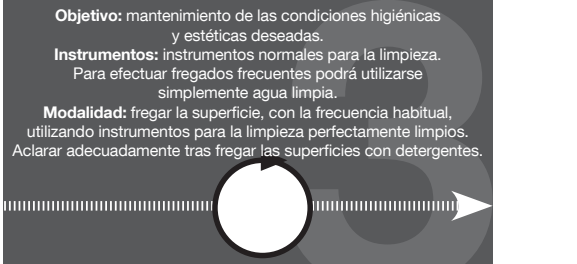 Objetivo: mantenimiento de las condiciones higiénicas
y estéticas deseadas.
Instrumentos: instrumentos normales para la limpieza.
Para efectuar fregados frecuentes podrá utilizarse
simplemente agua limpia.
Modalidad: fregar la superficie, con la frecuencia habitual,
utilizando instrumentos para la limpieza perfectamente limpios.
Aclarar adecuadamente tras fregar las superficies con detergentes.
3